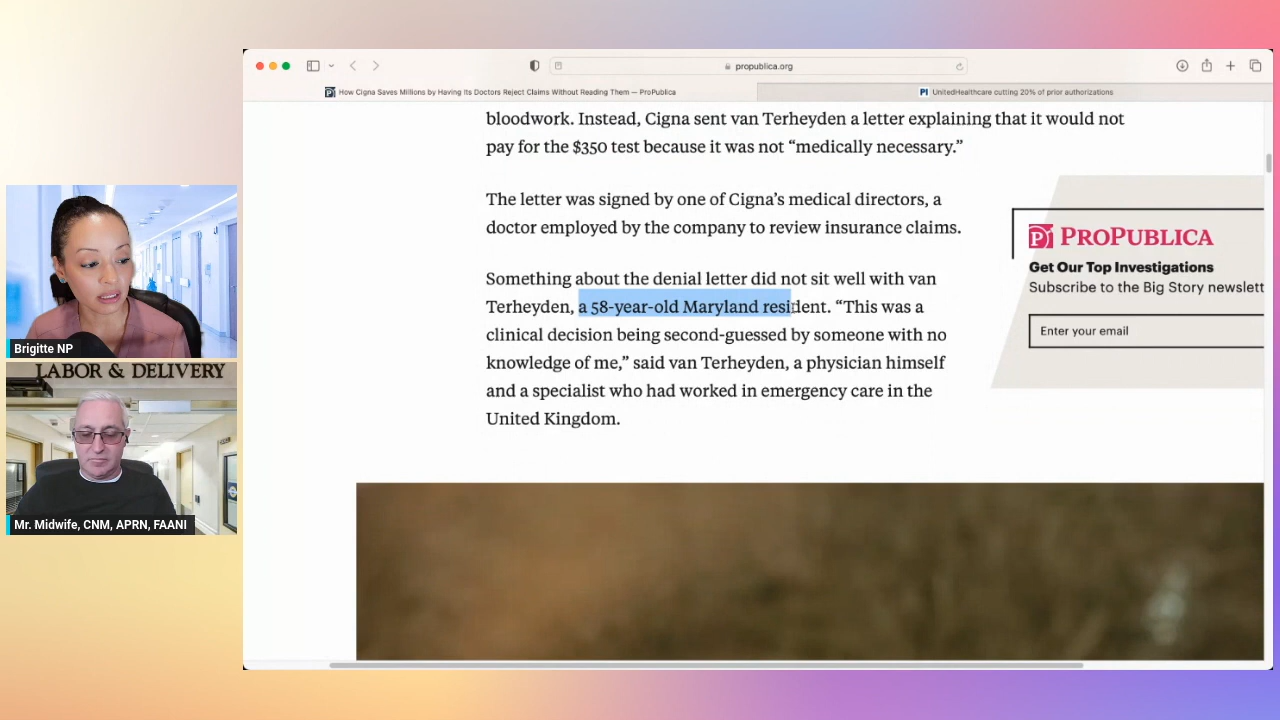 propublica.org
How Cigna Saves Millions by Having Its Doctors Reject Claims Without Reading Them — ProPublica
UnitedHealthcare cutting 20% of prior authorizations
bloodwork. Instead, Cigna sent van Terheyden a letter explaining that it would not
pay for the $350 test because it was not “medically necessary.”
The letter was signed by one of Cigna’s medical directors, a
doctor employed by the company to review insurance claims.
Something about the denial letter did not sit well with van
Terheyden, a 58-year-old Maryland resident. “This was a
clinical decision being second-guessed by someone with no
knowledge of me,” said van Terheyden, a physician himself
and a specialist who had worked in emergency care in the
United Kingdom.
PROPUBLICA
Get Our Top Investigations
Subscribe to the Big Story newslett
Enter your email
Brigitte NP
LABOR & DELIVERY
Mr. Midwife, CNM, APRN, FAANI